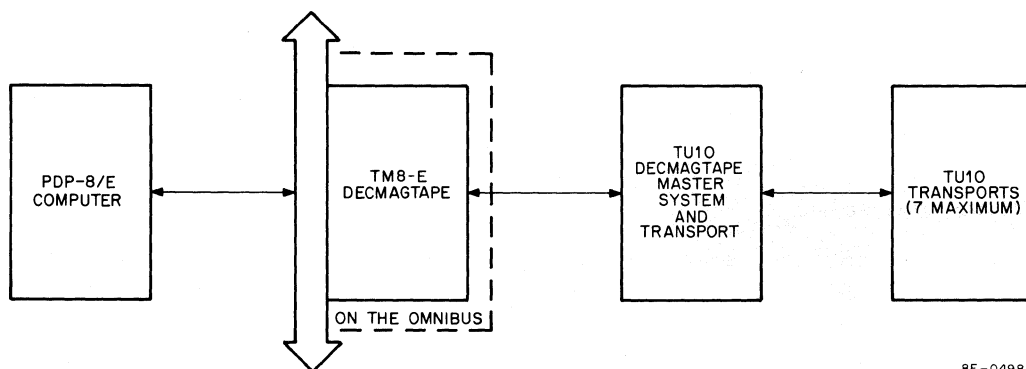 PDP-8/E
COMPUTER
TM8-E
DECMAGTAPE
ON THE OMNIBUS
TU10
DECMAGTAPE
MASTER
SYSTEM
AND
TRANSPORT
TU10
TRANSPORTS
(7 MAXIMUM)
8E-0498